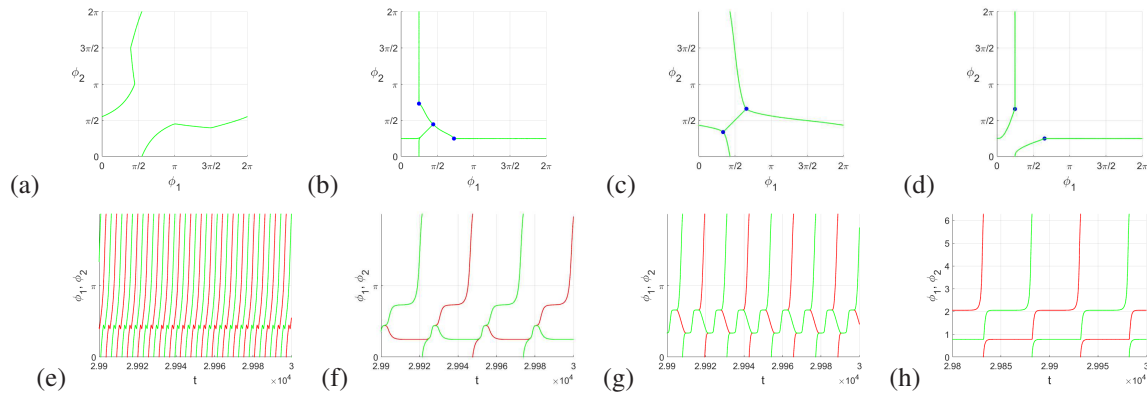 2π 2π 2π 2π
3π/2 3π/2 3π/2 3π/2
ϕ2 ϕ2 ϕ2 ϕ2
π π π π
π/2 π/2 π/2 π/2
0 0 0 0
0 π/2 π 3π/2 2π 0 π/2 π 3π/2 2π 0 π/2 π 3π/2 2π 0 π/2 π 3π/2 2π
(a) ϕ1 (b) ϕ1 (c) ϕ1 (d) ϕ1
6
5
ϕ1, ϕ2 π ϕ1, ϕ2 π ϕ1, ϕ2 π ϕ1, ϕ2 4
3
2
1
0 0 0 0
2.99 2.992 2.994 2.996 2.998 3 2.99 2.992 2.994 2.996 2.998 3 2.99 2.992 2.994 2.996 2.998 3 2.98 2.985 2.99 2.995 3
(e) t ×10^4 (f) t ×10^4 (g) t ×10^4 (h) t ×10^4